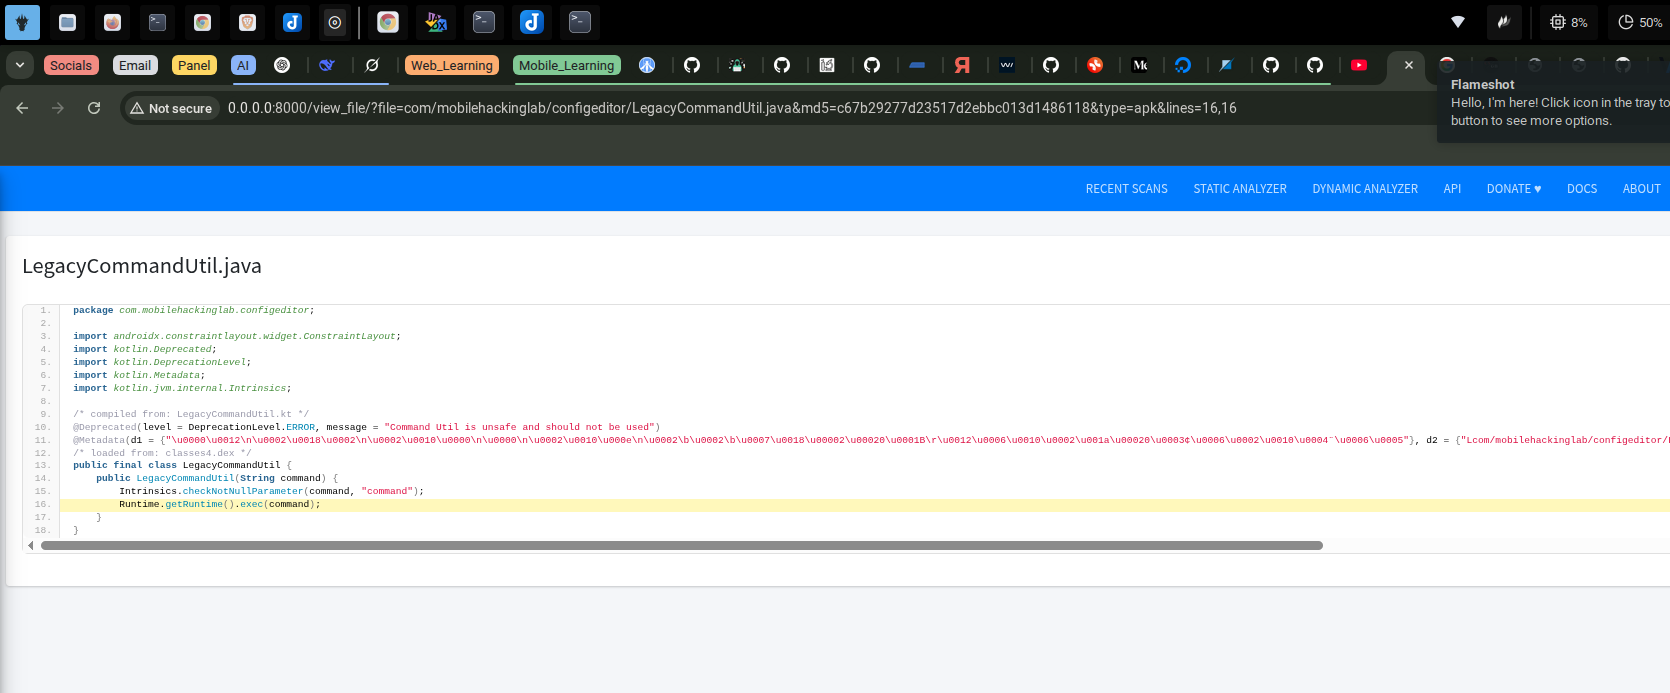 8%
50%
Socials
Email
Panel
AI
Web_Learning
Mobile_Learning
Flameshot
Hello, I'm here! Click icon in the tray to
button to see more options.
Not secure
0.0.0.0:8000/view_file/?file=com/mobilehackinglab/configeditor/LegacyCommandUtil.java&md5=c67b29277d23517d2ebbc013d1486118&type=apk&lines=16,16
RECENT SCANS
STATIC ANALYZER
DYNAMIC ANALYZER
API
DONATE ♥
DOCS
ABOUT
LegacyCommandUtil.java
1. package com.mobilehackinglab.configeditor;
2.
3. import androidx.constraintlayout.widget.ConstraintLayout;
4. import kotlin.Deprecated;
5. import kotlin.DeprecationLevel;
6. import kotlin.Metadata;
7. import kotlin.jvm.internal.Intrinsics;
8.
9. /* compiled from: LegacyCommandUtil.kt */
10. @Deprecated(level = DeprecationLevel.ERROR, message = "Command Util is unsafe and should not be used")
11. @Metadata(d1 = {"\u0000\u0012\n\u0002\u0018\u0002\n\u0002\u0010\u0000\n\u0000\n\u0002\u0010\u000e\n\u0002\b\u0002\b\u0007\u0018\u00002\u00020\u0001B\r\u0012\u0006\u0010\u0002\u001a\u00020\u0003¢\u0006\u0002\u0010\u0004¨\u0006\u0005"}, d2 = {"Lcom/mobilehackinglab/configeditor/
12. /* loaded from: classes4.dex */
13. public final class LegacyCommandUtil {
14. public LegacyCommandUtil(String command) {
15. Intrinsics.checkNotNullParameter(command, "command");
16. Runtime.getRuntime().exec(command);
17. }
18. }